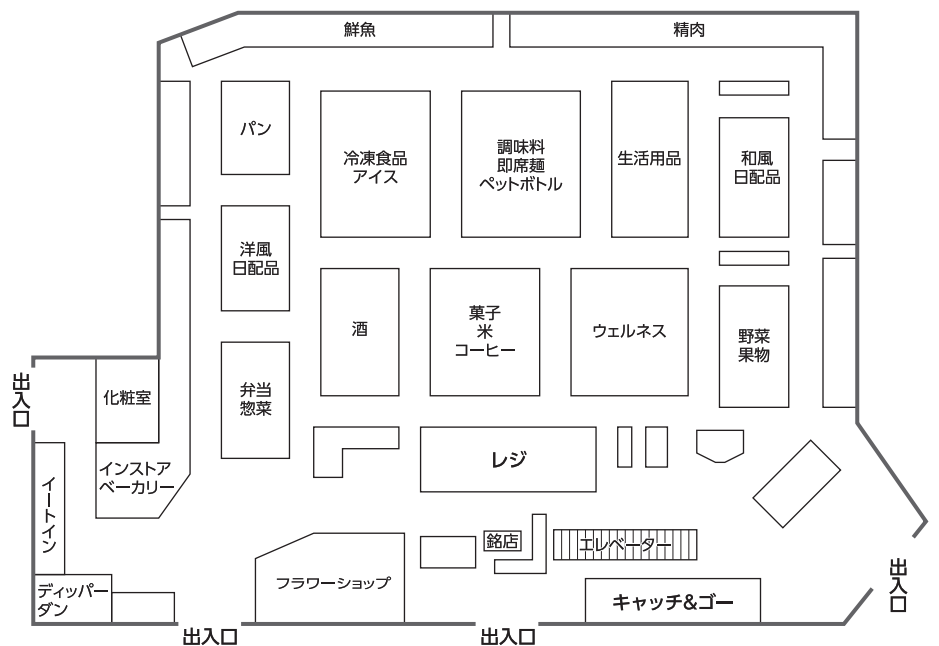 鮮魚
精肉
パン
冷凍食品
アイス
調味料
即席麺
ペットボトル
生活用品
和風
日配品
洋風
日配品
酒
菓子
米
コーヒー
ウェルネス
野菜
果物
出入口
化粧室
弁当
惣菜
インストア
ベーカリー
レジ
イートイン
銘店
エレベーター
フラワーショップ
ディッパー
ダン
キャッチ&ゴー
出入口
出入口
出入口